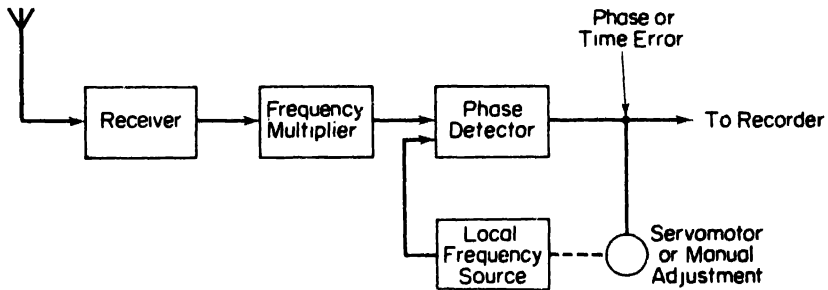 Phase or
Time Error
Receiver
Frequency
Multiplier
Phase
Detector
To Recorder
Local
Frequency
Source
Servomotor
or Manual
Adjustment